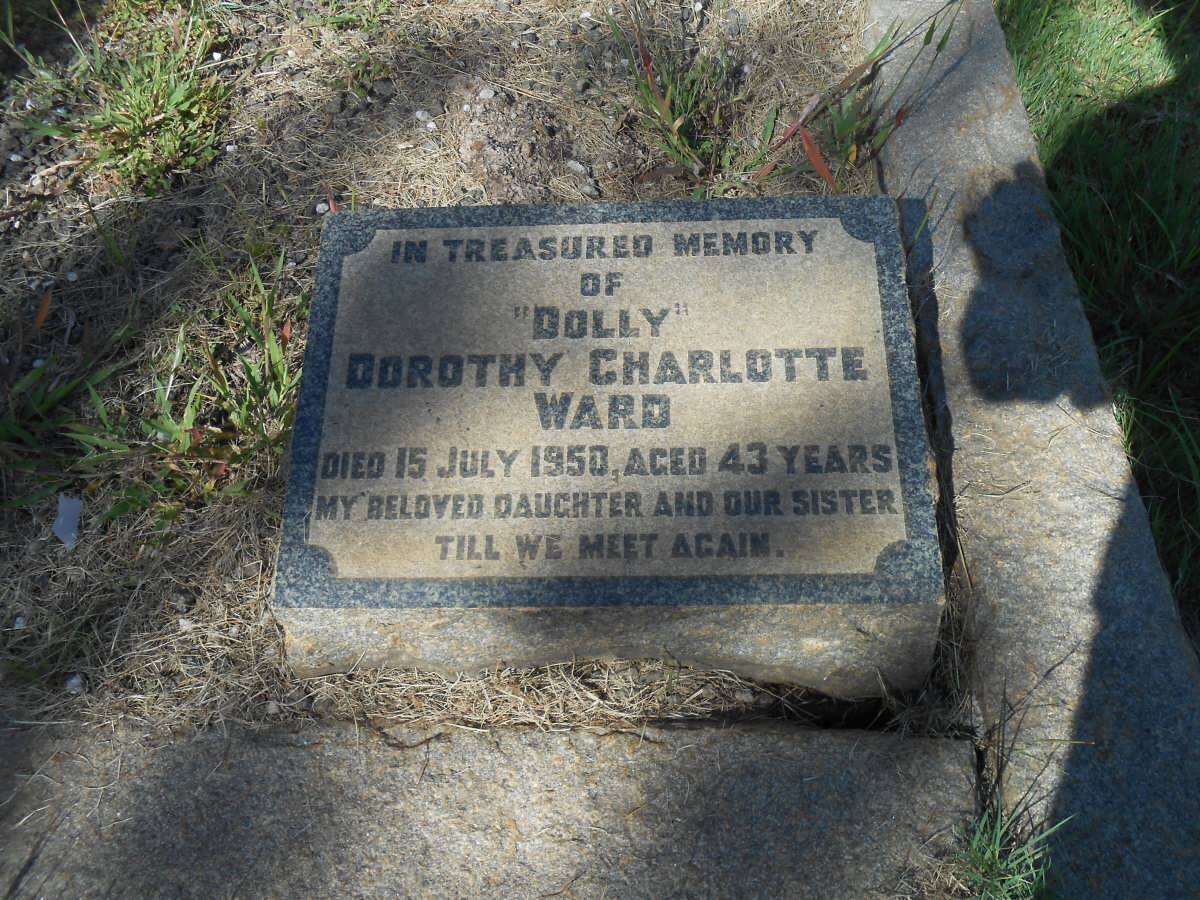 IN TREASURED MEMORY
OF
"DOLLY"
DOROTHY CHARLOTTE
WARD
DIED 15 JULY 1950, AGED 43 YEARS
MY BELOVED DAUGHTER AND OUR SISTER
TILL WE MEET AGAIN.